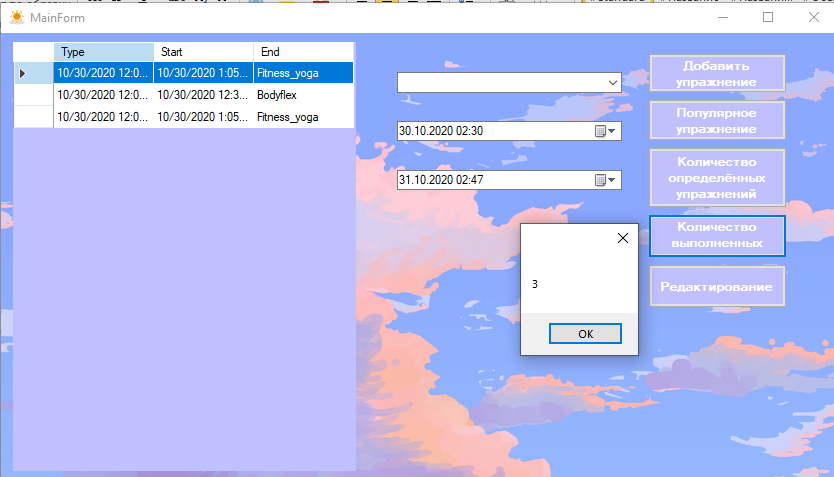 MainForm
Type Start End
10/30/2020 12:0... 10/30/2020 1:05... Fitness_yoga
10/30/2020 12:0... 10/30/2020 12:3... Bodyflex
10/30/2020 12:0... 10/30/2020 1:05... Fitness_yoga
30.10.2020 02:30
31.10.2020 02:47
Добавить
упражнение
Популярное
упражнение
Количество
определённых
упражнений
Количество
выполненных
Редактирование
3
OK